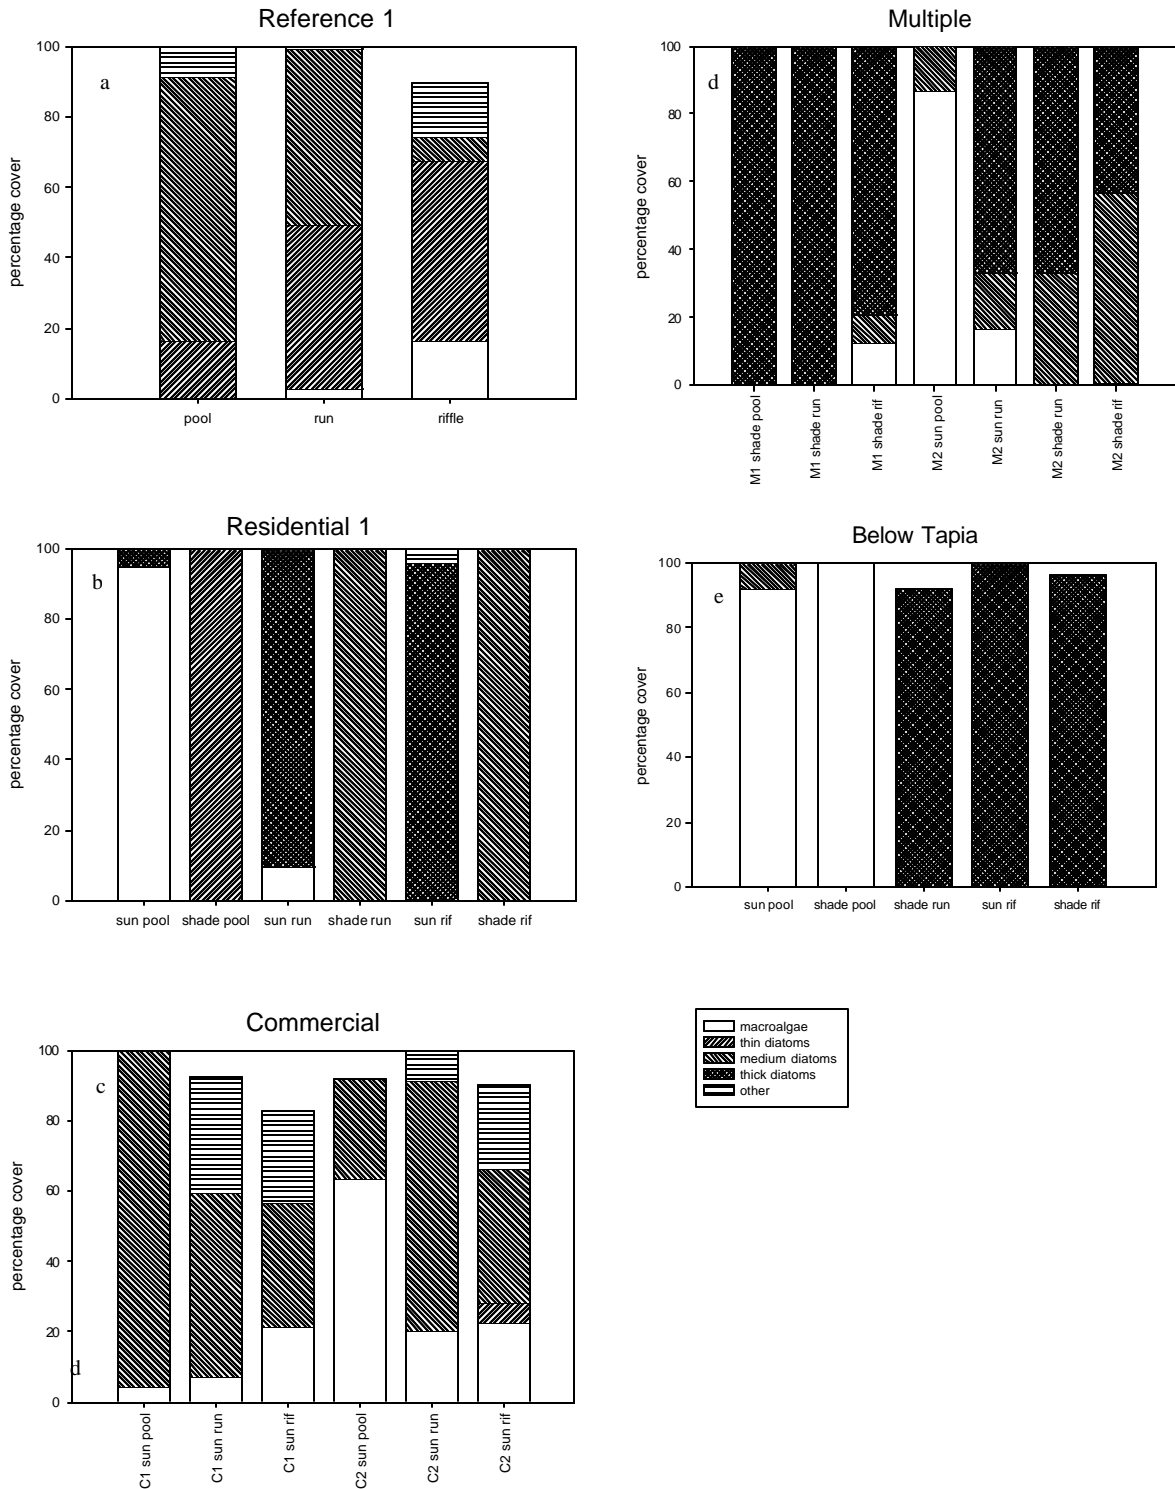 Reference 1
a
percentage cover
100
80
60
40
20
0
pool run riffle
Multiple
d
percentage cover
100
80
60
40
20
0
M1 shade pool
M1 shade run
M1 shade rif
M2 sun pool
M2 sun run
M2 shade run
M2 shade rif
Residential 1
b
percentage cover
100
80
60
40
20
0
sun pool shade pool sun run shade run sun rif shade rif
Below Tapia
e
percentage cover
100
80
60
40
20
0
sun pool shade pool shade run sun rif shade rif
Commercial
c
percentage cover
100
80
60
40
20
d
0
C1 sun pool
C1 sun run
C1 sun rif
C2 sun pool
C2 sun run
C2 sun rif
macroalgae
thin diatoms
medium diatoms
thick diatoms
other